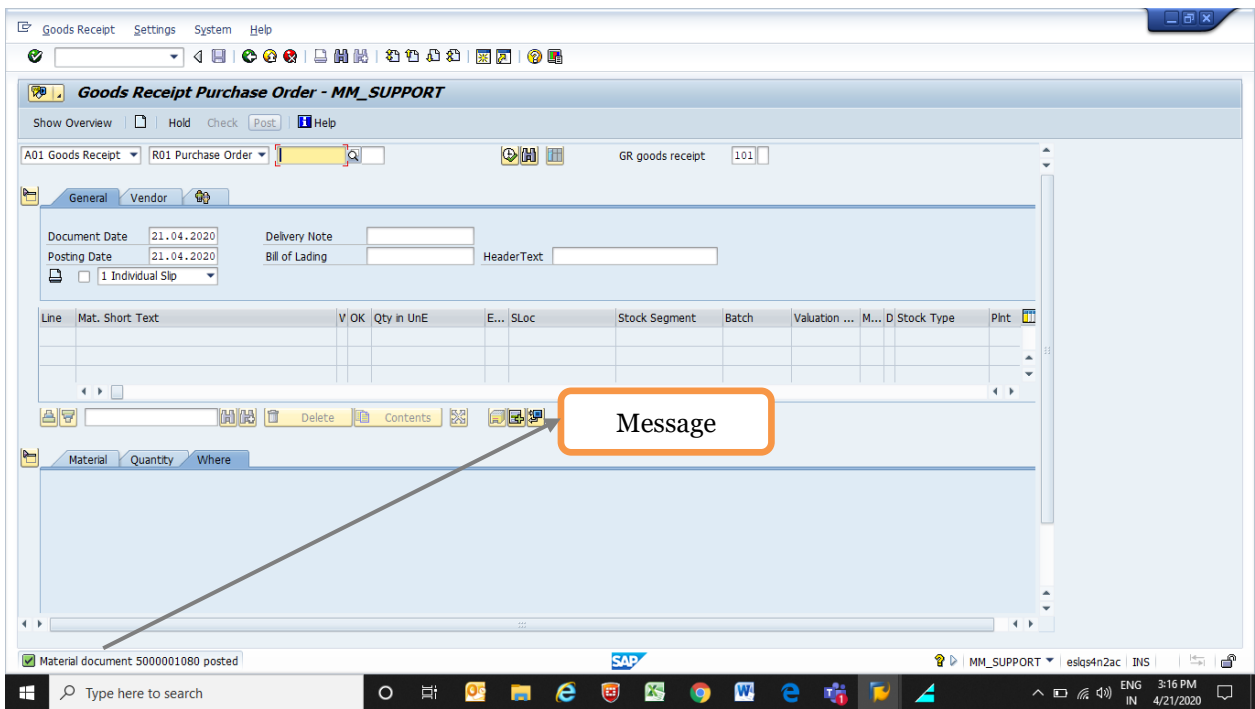 Goods Receipt Settings System Help
Goods Receipt Purchase Order - MM_SUPPORT
Show Overview Hold Check Post Help
A01 Goods Receipt R01 Purchase Order GR goods receipt 101
General Vendor
Document Date 21.04.2020 Delivery Note
Posting Date 21.04.2020 Bill of Lading HeaderText
1 Individual Slip
Line Mat. Short Text V OK Qty in UnE E... SLoc Stock Segment Batch Valuation ... M... D Stock Type Plnt
Delete Contents
Message
Material Quantity Where
Material document 5000001080 posted SAP MM_SUPPORT eslqs4n2ac INS
Type here to search ENG 3:16 PM
IN 4/21/2020